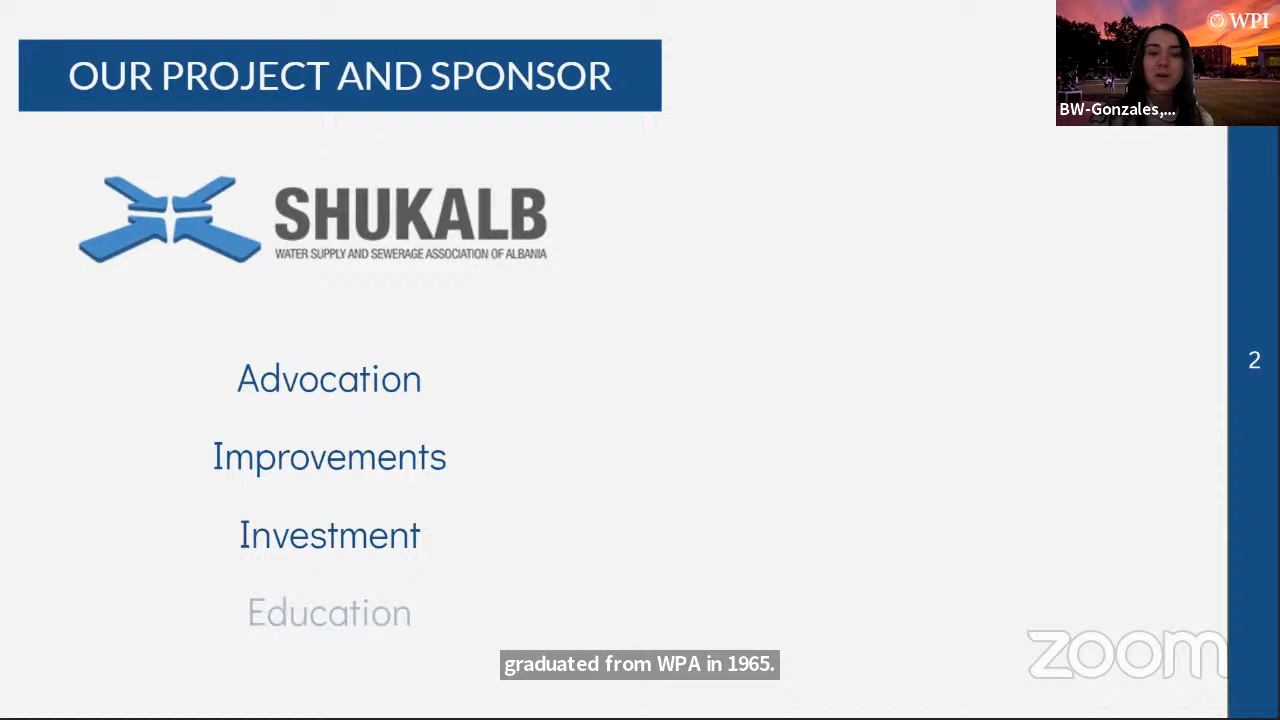 OUR PROJECT AND SPONSOR
WPI
BW-Gonzales,...
SHUKALB
WATER SUPPLY AND SEWERAGE ASSOCIATION OF ALBANIA
Advocation
2
Improvements
Investment
Education
graduated from WPA in 1965.
zoom